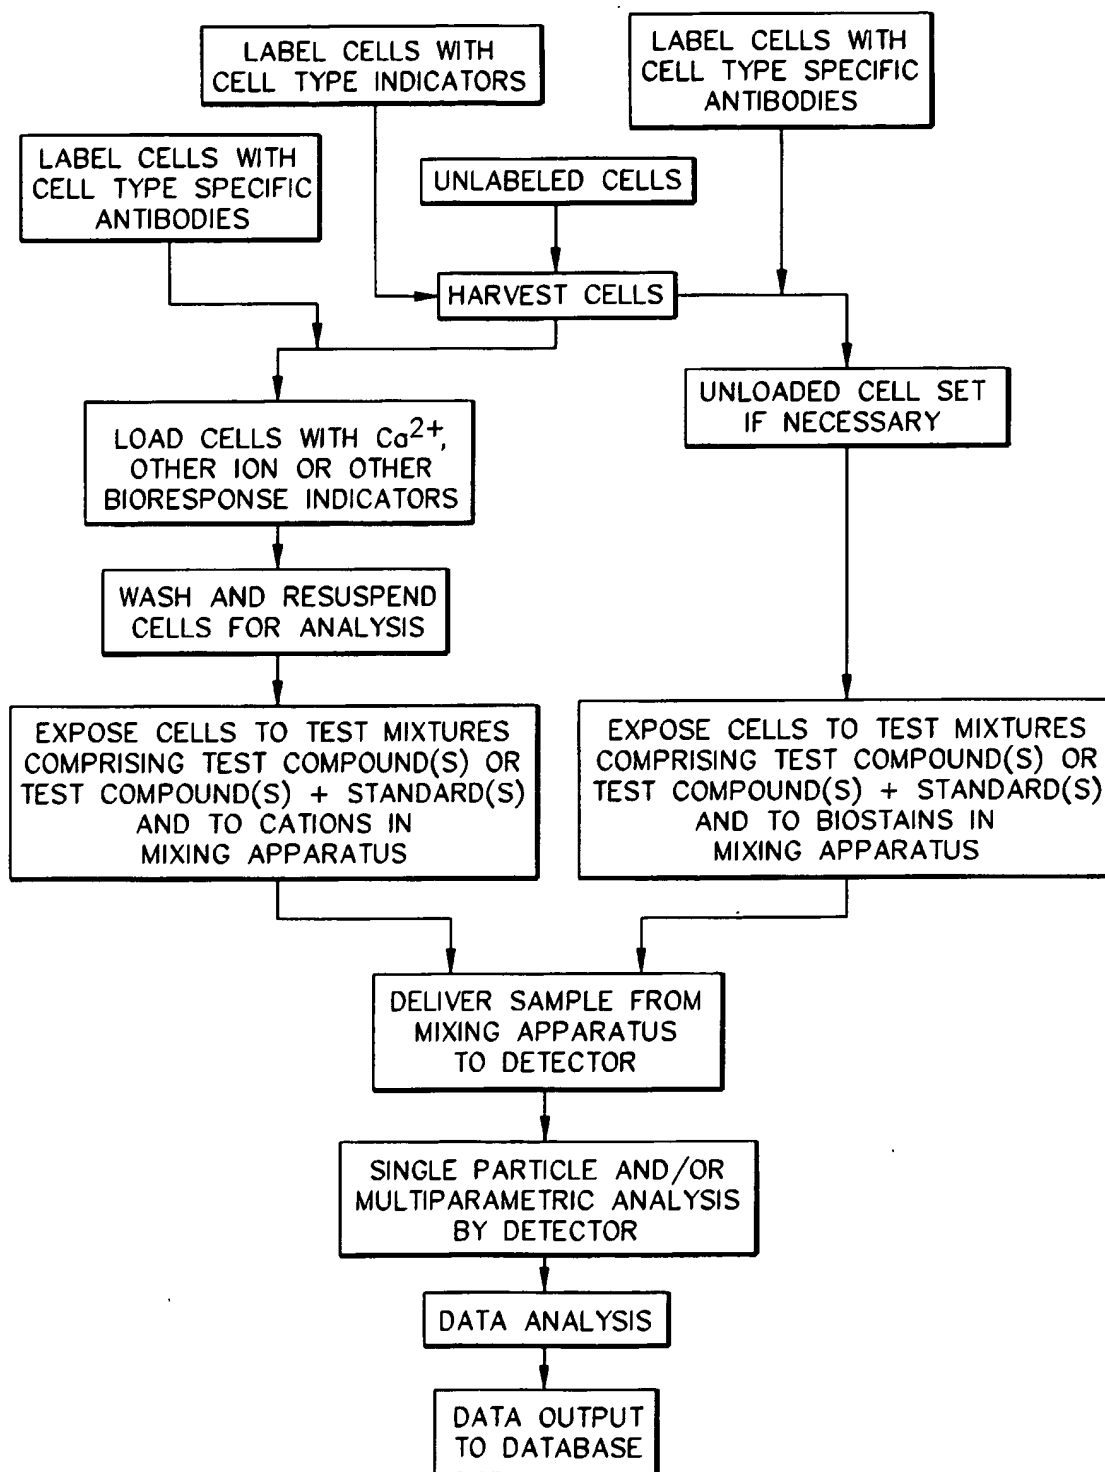 LABEL CELLS WITH
CELL TYPE INDICATORS
LABEL CELLS WITH
CELL TYPE SPECIFIC
ANTIBODIES
LABEL CELLS WITH
CELL TYPE SPECIFIC
ANTIBODIES
UNLABELED CELLS
HARVEST CELLS
UNLOADED CELL SET
IF NECESSARY
LOAD CELLS WITH Ca2+,
OTHER ION OR OTHER
BIORESPONSE INDICATORS
WASH AND RESUSPEND
CELLS FOR ANALYSIS
EXPOSE CELLS TO TEST MIXTURES
COMPRISING TEST COMPOUND(S) OR
TEST COMPOUND(S) + STANDARD(S)
AND TO CATIONS IN
MIXING APPARATUS
EXPOSE CELLS TO TEST MIXTURES
COMPRISING TEST COMPOUND(S) OR
TEST COMPOUND(S) + STANDARD(S)
AND TO BIOSTAINS IN
MIXING APPARATUS
DELIVER SAMPLE FROM
MIXING APPARATUS
TO DETECTOR
SINGLE PARTICLE AND/OR
MULTIPARAMETRIC ANALYSIS
BY DETECTOR
DATA ANALYSIS
DATA OUTPUT
TO DATABASE